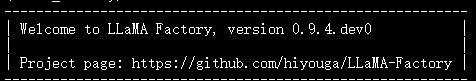 Welcome to LLaMA Factory, version 0.9.4.dev0
Project page: https://github.com/hiyouga/LLaMA-Factory